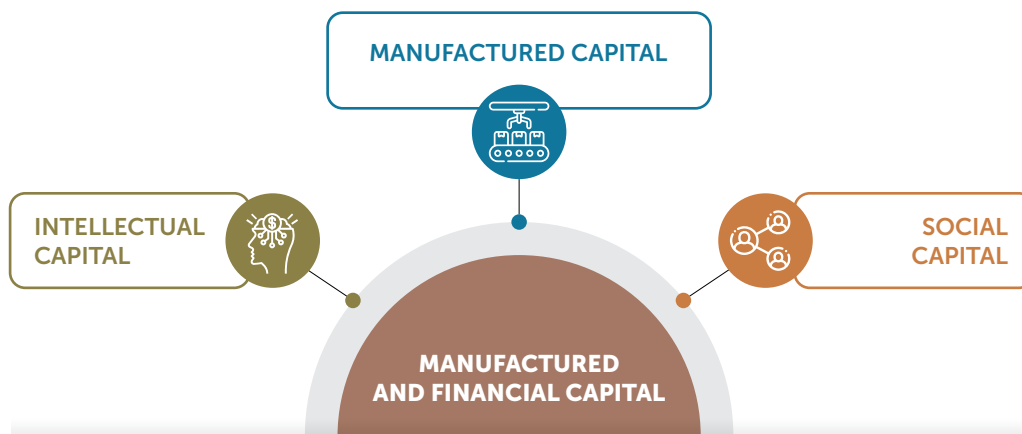 MANUFACTURED CAPITAL
INTELLECTUAL
CAPITAL
SOCIAL
CAPITAL
MANUFACTURED
AND FINANCIAL CAPITAL